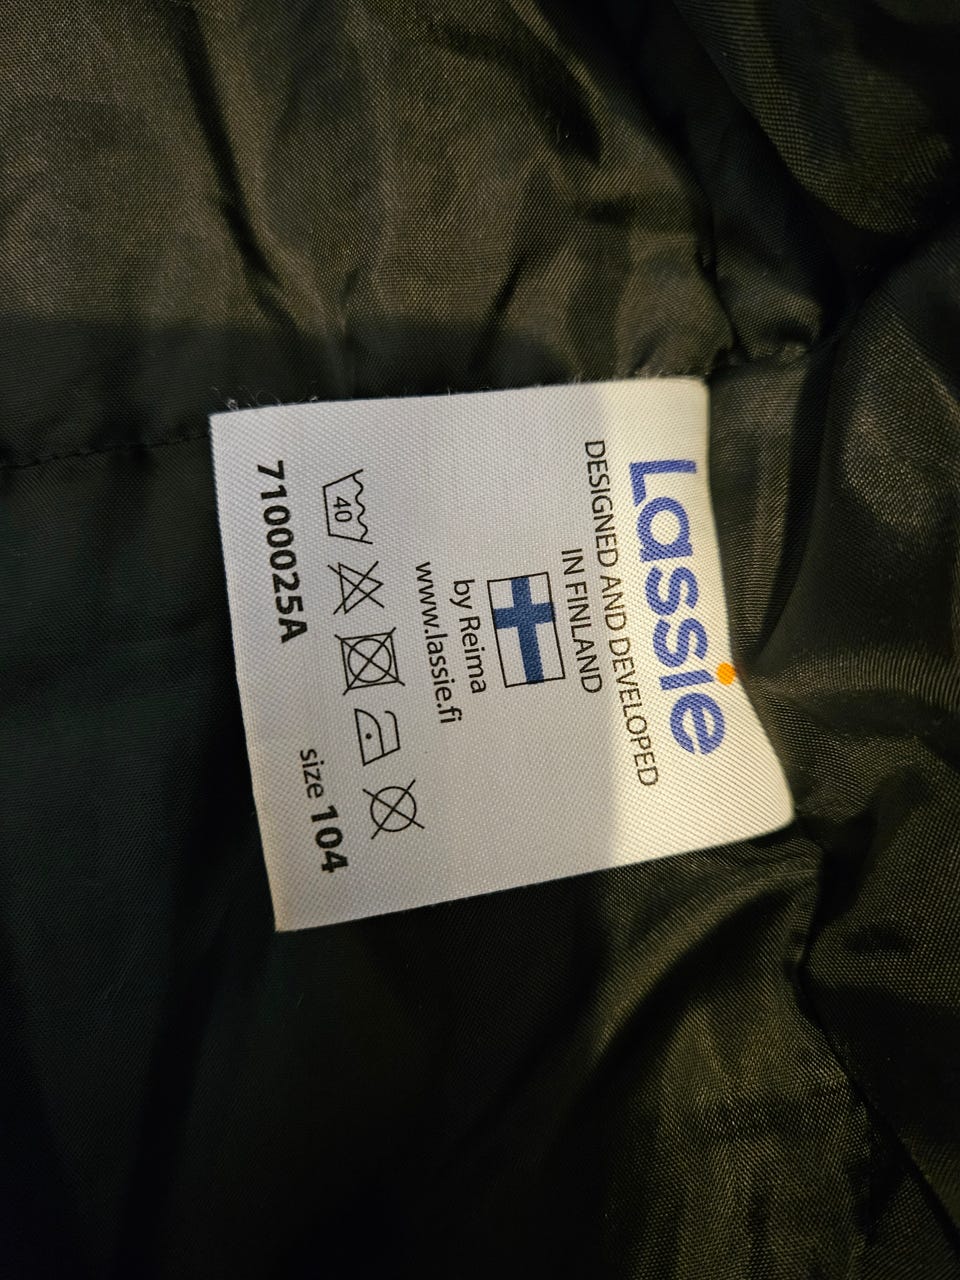 Lassie
DESIGNED AND DEVELOPED
IN FINLAND
by Reima
www.lassie.fi
40
7100025A
size 104